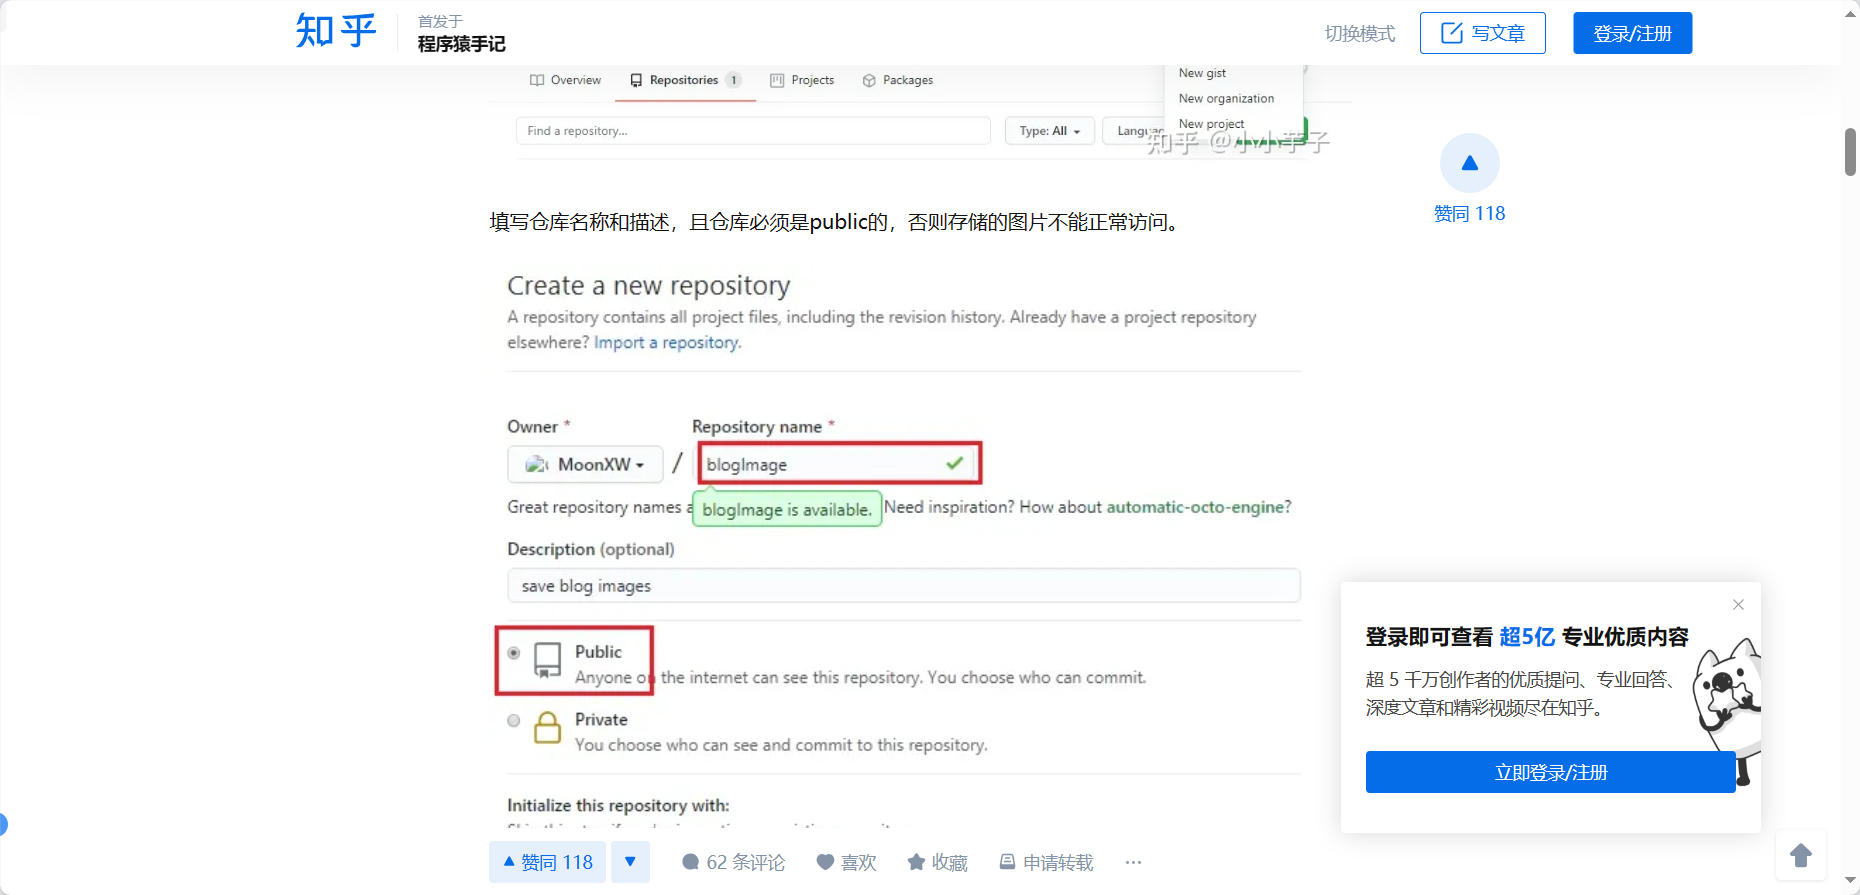 知乎
首发于
程序猿手记
切换模式
写文章
登录/注册
Overview
Repositories 1
Projects
Packages
New gist
New organization
New project
Find a repository...
Type: All
Langua
知乎 @小小芋子
赞同 118
填写仓库名称和描述，且仓库必须是public的，否则存储的图片不能正常访问。
Create a new repository
A repository contains all project files, including the revision history. Already have a project repository
elsewhere? Import a repository.
Owner *
Repository name *
MoonXW
/
blogImage
Great repository names a
blogImage is available.
Need inspiration? How about automatic-octo-engine?
Description (optional)
save blog images
Public
Anyone on the internet can see this repository. You choose who can commit.
Private
You choose who can see and commit to this repository.
Initialize this repository with:
登录即可查看 超5亿 专业优质内容
超 5 千万创作者的优质提问、专业回答、
深度文章和精彩视频尽在知乎。
立即登录/注册
赞同 118
62 条评论
喜欢
收藏
申请转载